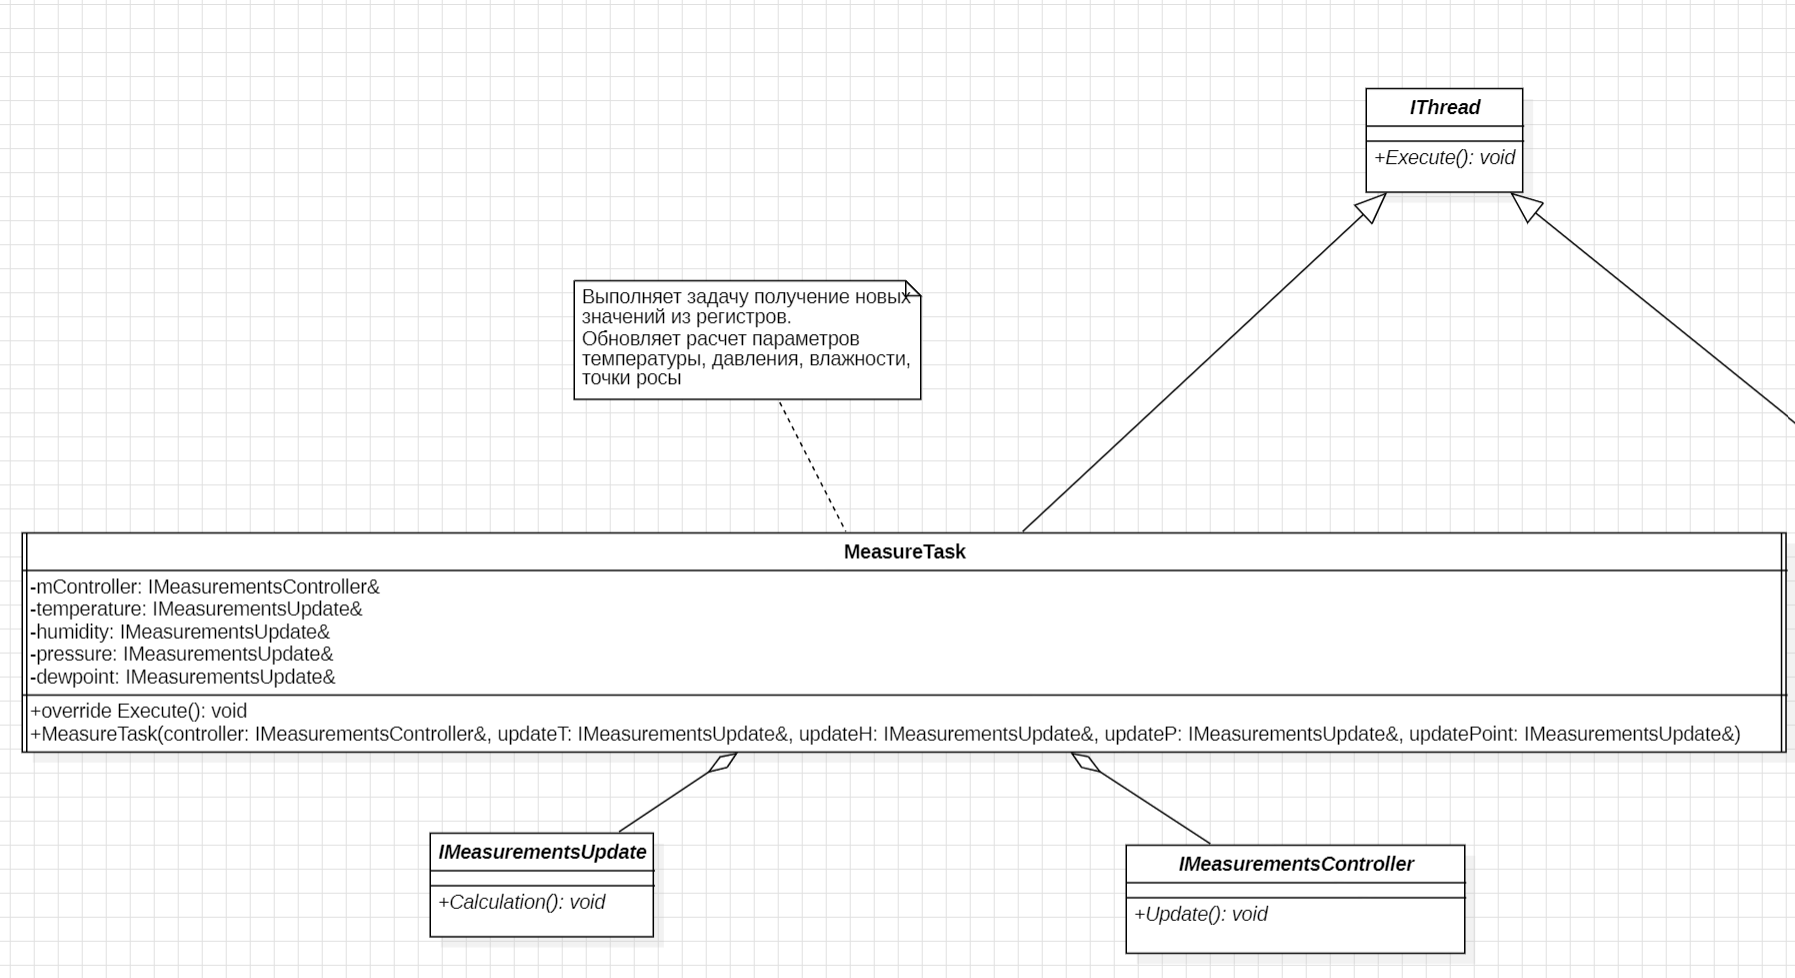 IThread
+Execute(): void
Выполняет задачу получение новых
значений из регистров.
Обновляет расчет параметров
температуры, давления, влажности,
точки росы
MeasureTask
-mController: IMeasurementsController&
-temperature: IMeasurementsUpdate&
-humidity: IMeasurementsUpdate&
-pressure: IMeasurementsUpdate&
-dewpoint: IMeasurementsUpdate&
+override Execute(): void
+MeasureTask(controller: IMeasurementsController&, updateT: IMeasurementsUpdate&, updateH: IMeasurementsUpdate&, updateP: IMeasurementsUpdate&, updatePoint: IMeasurementsUpdate&)
IMeasurementsUpdate
+Calculation(): void
IMeasurementsController
+Update(): void